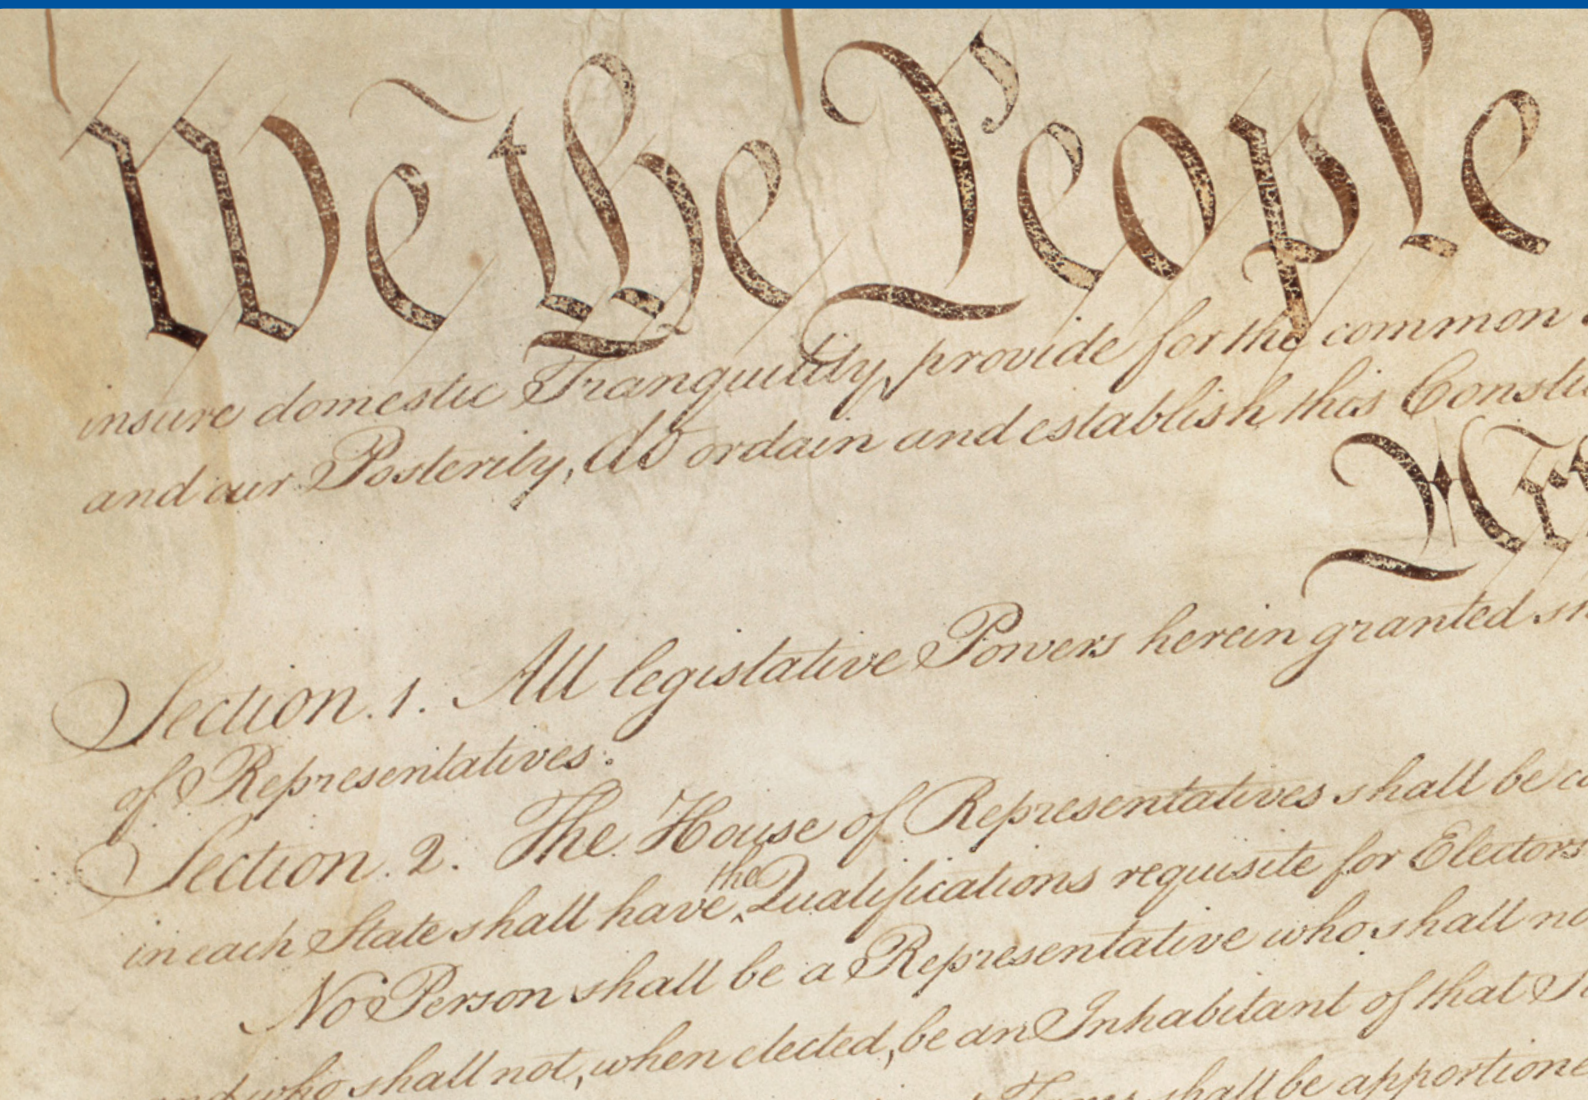 We the People
insure domestic Tranquility, provide for the common
and our Posterity, do ordain and establish this
Section. 1. All legislative Powers herein granted
of Representatives.
Section. 2. The House of Representatives shall be
the
in each State shall have Qualifications requisite for Electors
No Person shall be a Representative who shall
who shall not, when elected, be an Inhabitant of that
shall be